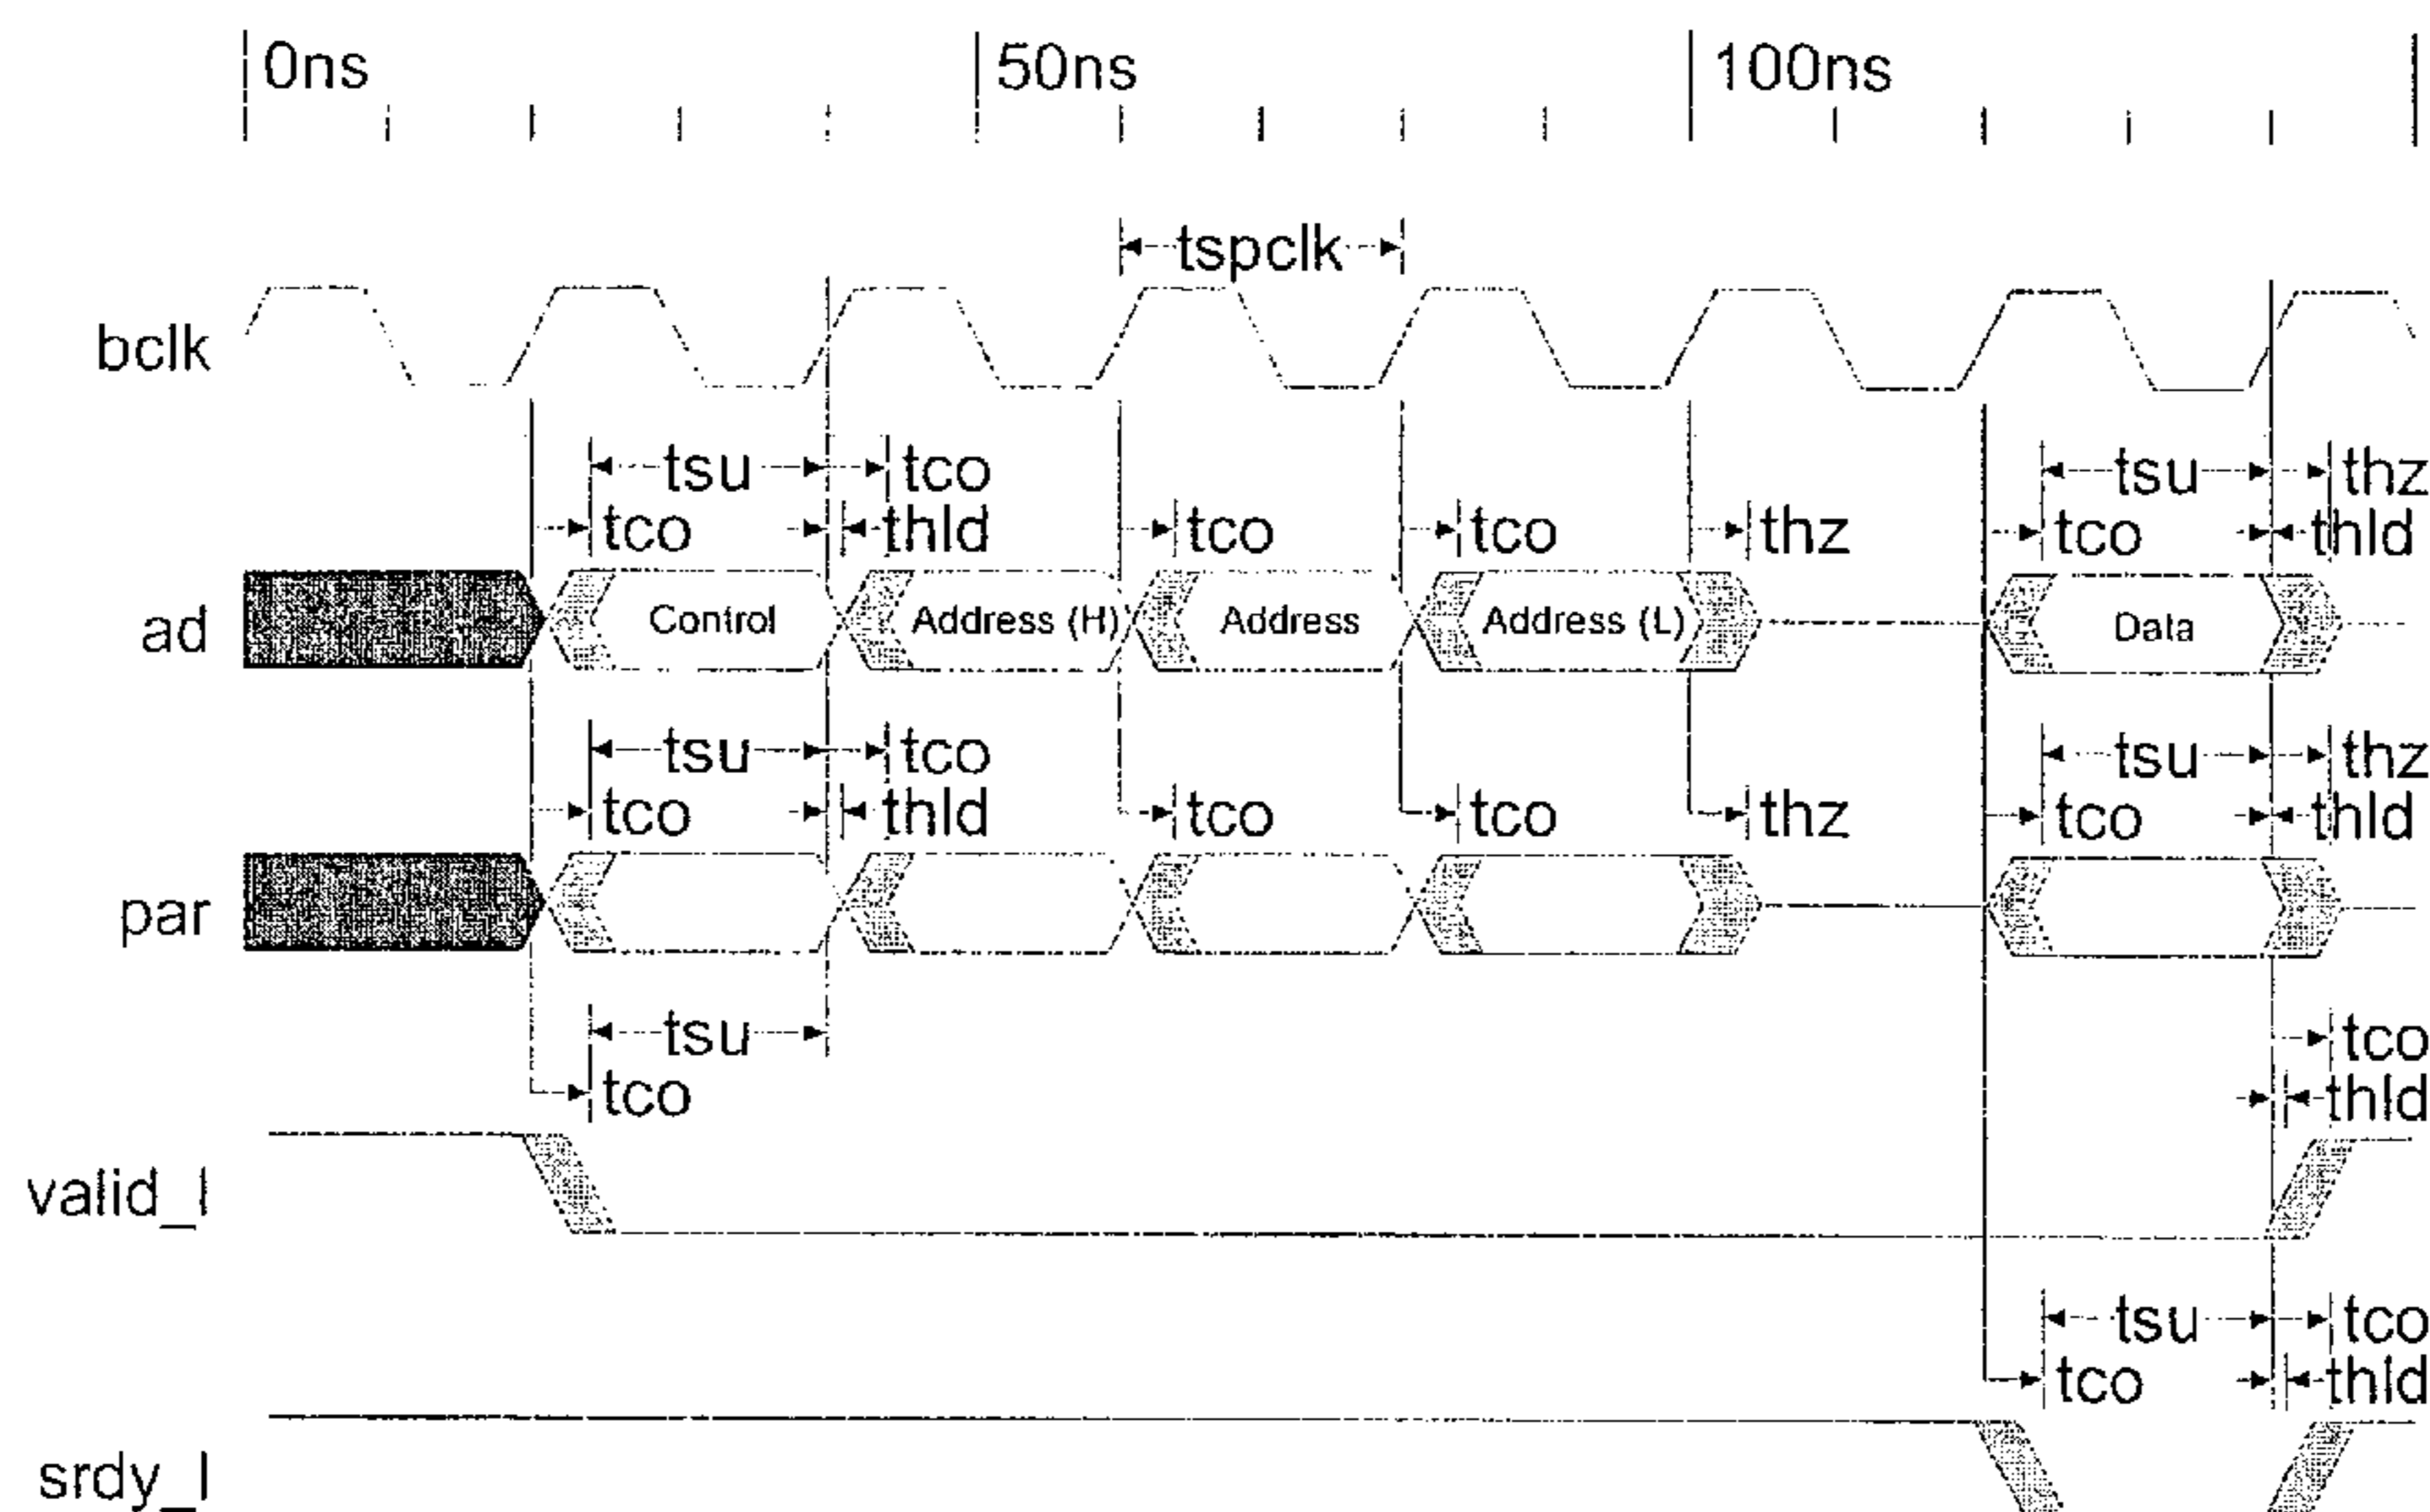 0ns 50ns 100ns
tspclk
bclk
tsu tco tsu thz
tco thld tco tco thz tco thld
ad Control Address (H) Address Address (L) Data
tsu tco tsu thz
tco thld tco tco thz tco thld
par
tsu tco
tco thld
valid_l
tsu tco
tco thld
srdy_l